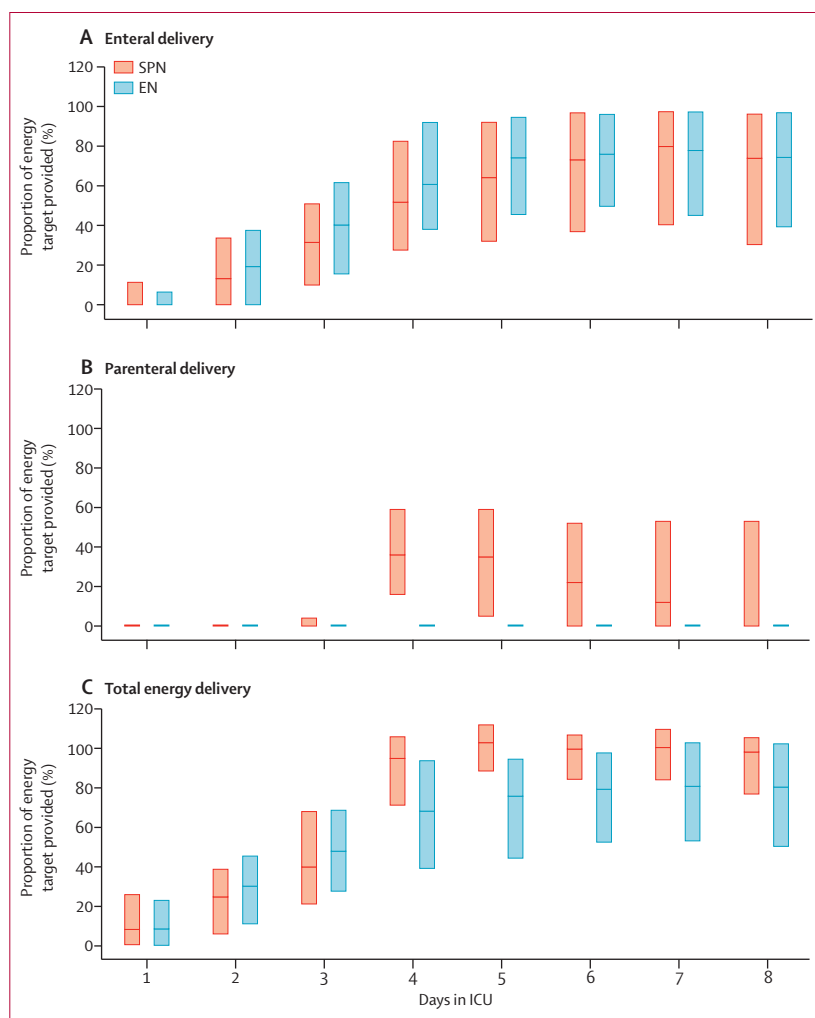 A Enteral delivery
120
100
80
60
40
20
0
Proportion of energy
target provided (%)
SPN
EN
B Parenteral delivery
120
100
80
60
40
20
0
Proportion of energy
target provided (%)
C Total energy delivery
120
100
80
60
40
20
0
Proportion of energy
target provided (%)
1 2 3 4 5 6 7 8
Days in ICU